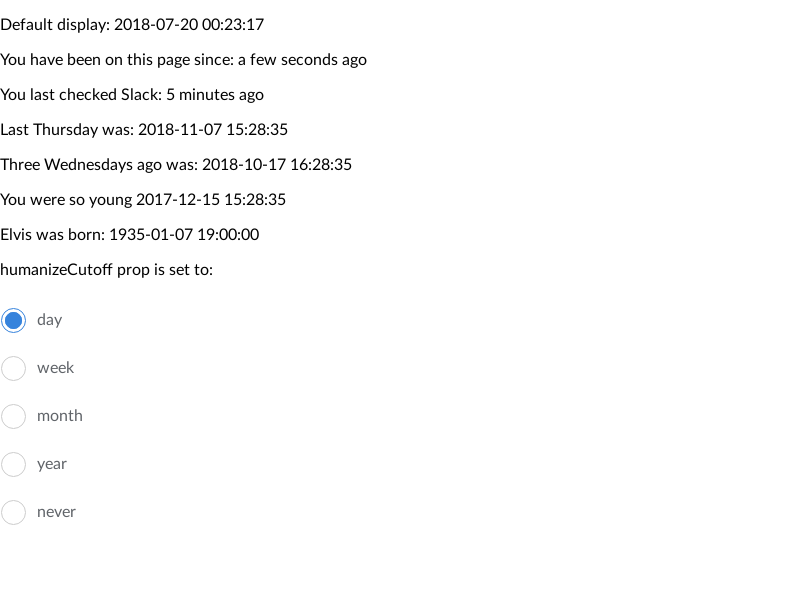 Default display: 2018-07-20 00:23:17
You have been on this page since: a few seconds ago
You last checked Slack: 5 minutes ago
Last Thursday was: 2018-11-07 15:28:35
Three Wednesdays ago was: 2018-10-17 16:28:35
You were so young 2017-12-15 15:28:35
Elvis was born: 1935-01-07 19:00:00
humanizeCutoff prop is set to:
day
week
month
year
never